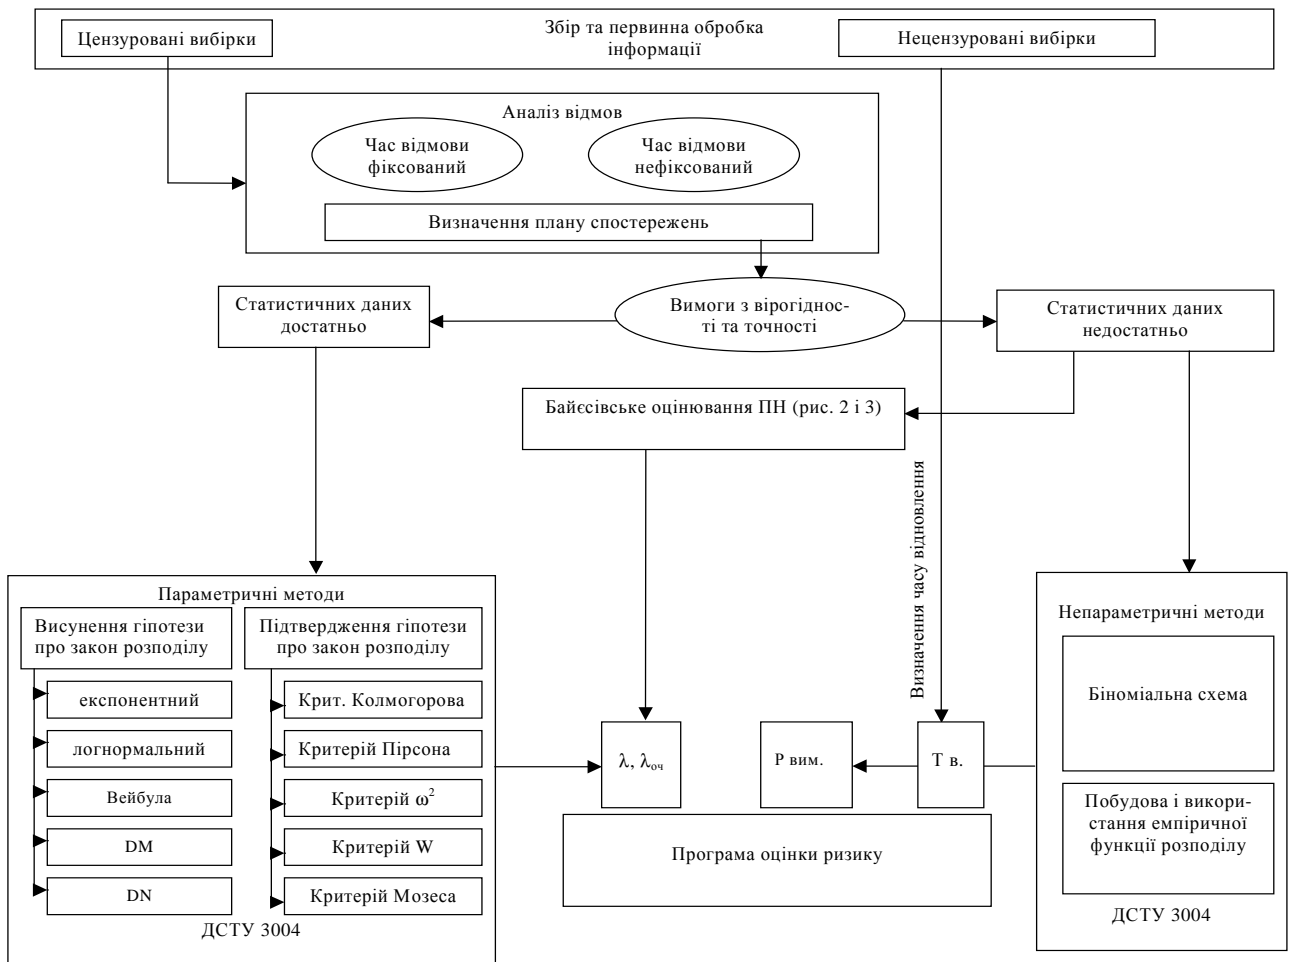 Збір та первинна обробка
інформації
Цензуровані вибірки
Нецензуровані вибірки
Аналіз відмов
Час відмови
фіксований
Час відмови
нефіксований
Визначення плану спостережень
Статистичних даних
достатньо
Вимоги з вірогіднос-
ті та точності
Статистичних даних
недостатньо
Байєсівське оцінювання ПН (рис. 2 і 3)
Визначення часу відновлення
Параметричні методи
Висунення гіпотези
про закон розподілу
експонентний
логнормальний
Вейбула
DM
DN
Підтвердження гіпотези
про закон розподілу
Крит. Колмогорова
Критерій Пірсона
Критерій ω²
Критерій W
Критерій Мозеса
ДСТУ 3004
λ, λоч
Р вим.
Т в.
Програма оцінки ризику
Непараметричні методи
Біноміальна схема
Побудова і викори-
стання емпіричної
функції розподілу
ДСТУ 3004